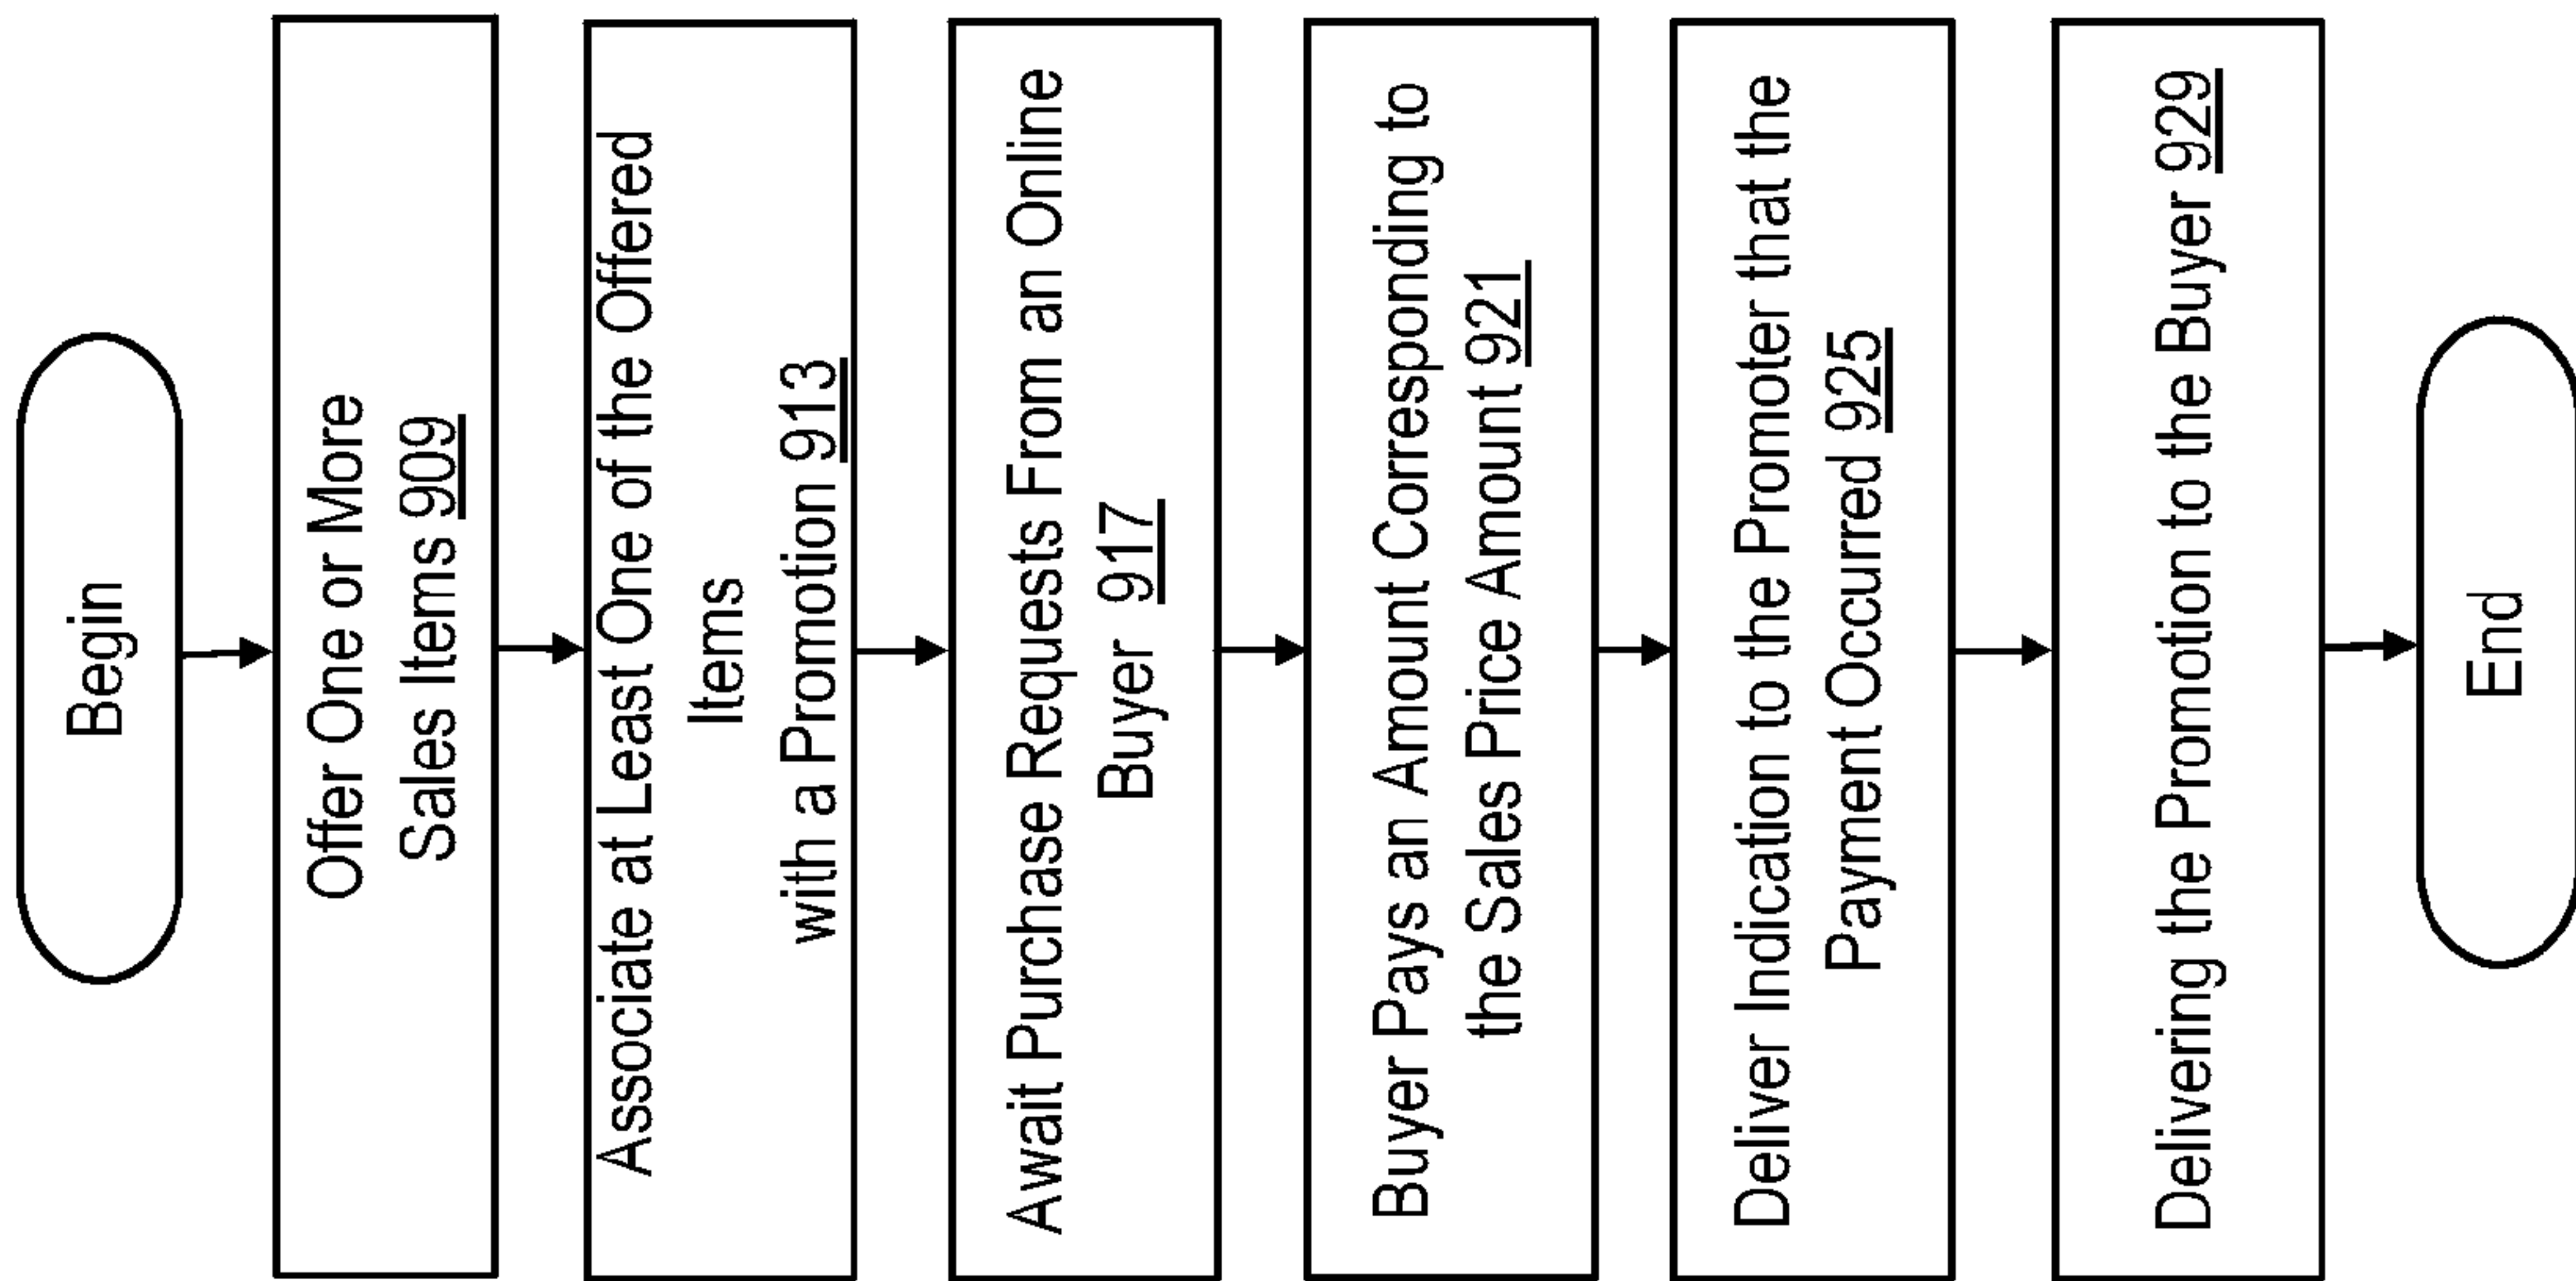 Begin
Offer One or More
Sales Items 909
Associate at Least One of the Offered
Items
with a Promotion 913
Await Purchase Requests From an Online
Buyer 917
Buyer Pays an Amount Corresponding to
the Sales Price Amount 921
Deliver Indication to the Promoter that the
Payment Occurred 925
Delivering the Promotion to the Buyer 929
End